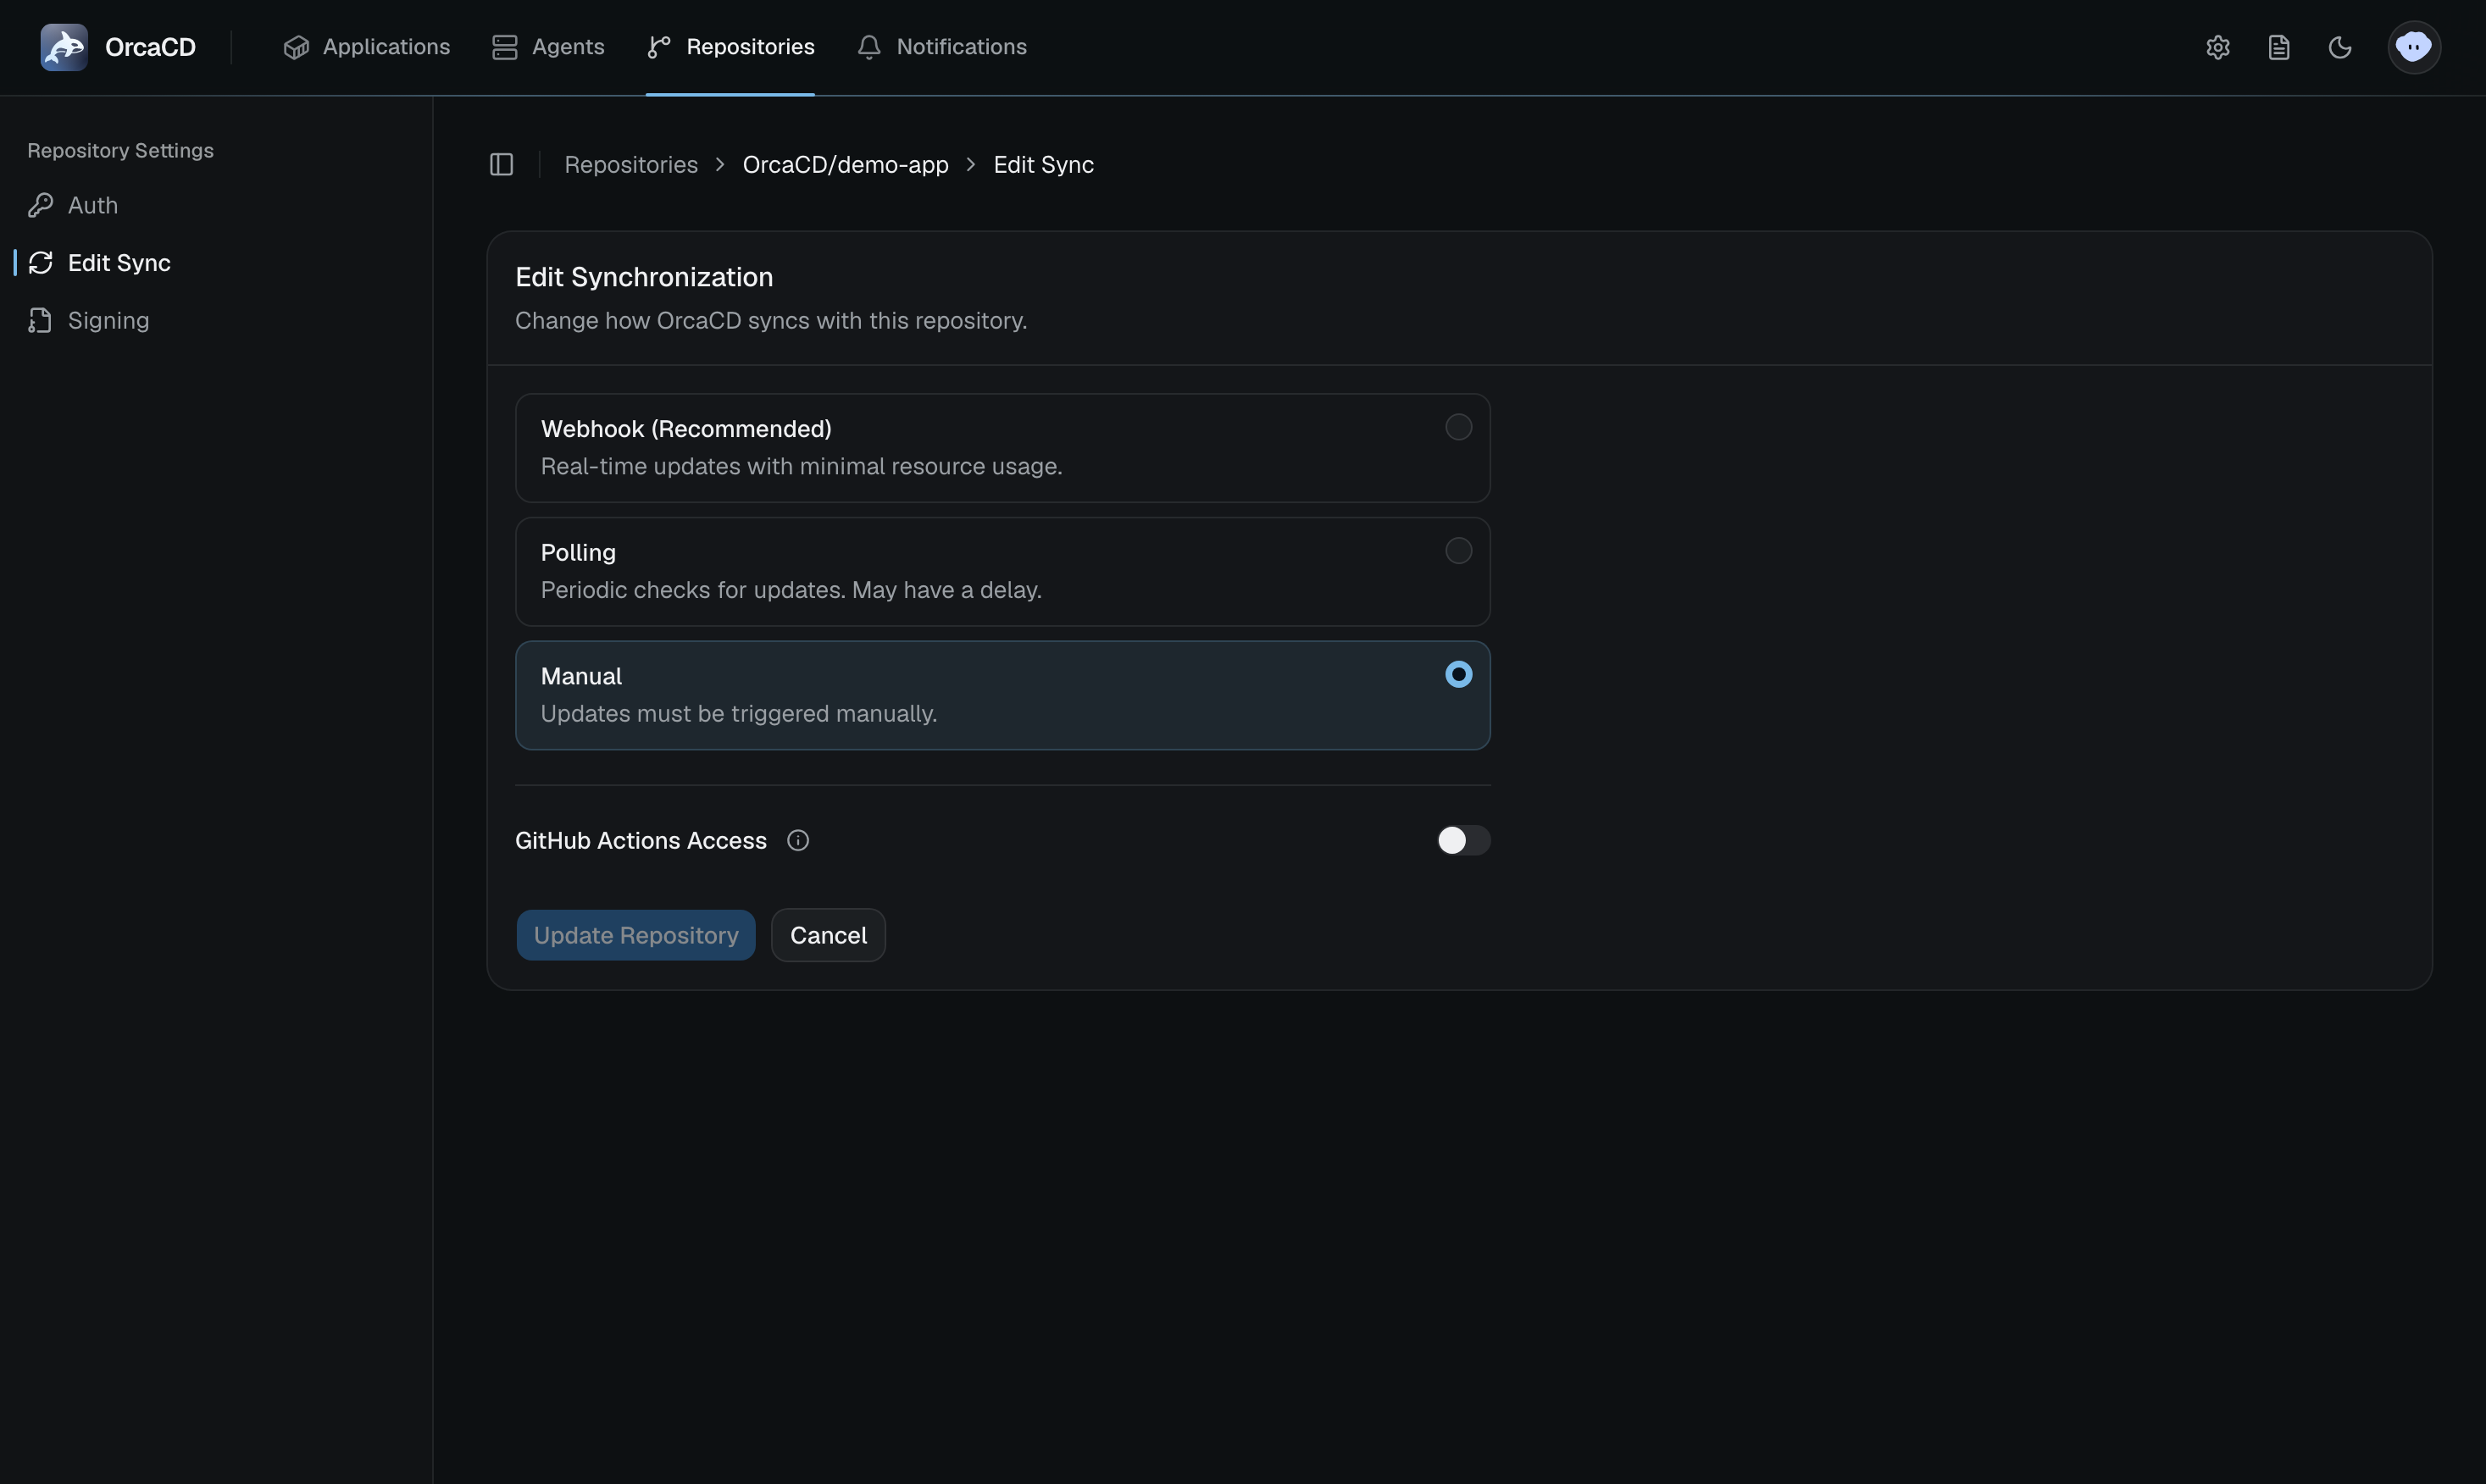 OrcaCD
Applications
Agents
Repositories
Notifications
Repository Settings
Auth
Edit Sync
Signing
Repositories > OrcaCD/demo-app > Edit Sync
Edit Synchronization
Change how OrcaCD syncs with this repository.
Webhook (Recommended)
Real-time updates with minimal resource usage.
Polling
Periodic checks for updates. May have a delay.
Manual
Updates must be triggered manually.
GitHub Actions Access
Update Repository
Cancel